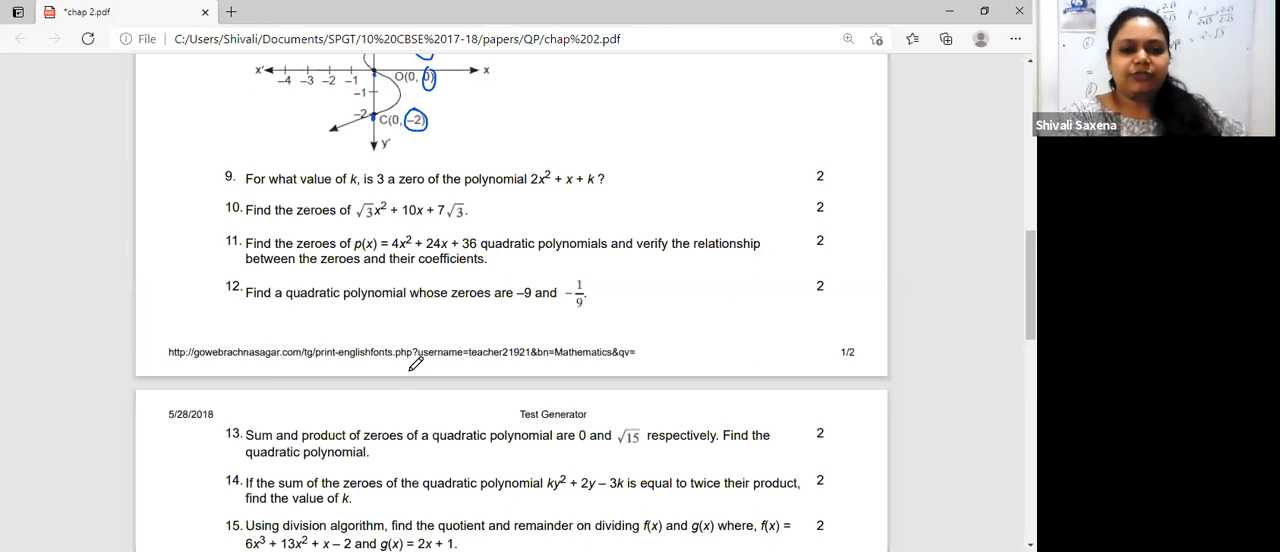 *chap 2.pdf
File C:/Users/Shivali/Documents/SPGT/10 CBSE%2017-18/papers/QP/chap%202.pdf
x' -4 -3 -2 -1 O(0, 0) x
-1
-2 C(0, -2)
y'
9. For what value of k, is 3 a zero of the polynomial 2x² + x + k ? 2
10. Find the zeroes of √3x² + 10x + 7√3. 2
11. Find the zeroes of p(x) = 4x² + 24x + 36 quadratic polynomials and verify the relationship 2
between the zeroes and their coefficients.
12. Find a quadratic polynomial whose zeroes are –9 and -1/9. 2
http://gowebrachnasagar.com/tg/print-englishfonts.php?username=teacher21921&bn=Mathematics&qv= 1/2
5/28/2018 Test Generator
13. Sum and product of zeroes of a quadratic polynomial are 0 and √15 respectively. Find the 2
quadratic polynomial.
14. If the sum of the zeroes of the quadratic polynomial ky² + 2y – 3k is equal to twice their product, 2
find the value of k.
15. Using division algorithm, find the quotient and remainder on dividing f(x) and g(x) where, f(x) = 2
6x³ + 13x² + x – 2 and g(x) = 2x + 1.
Shivali Saxena